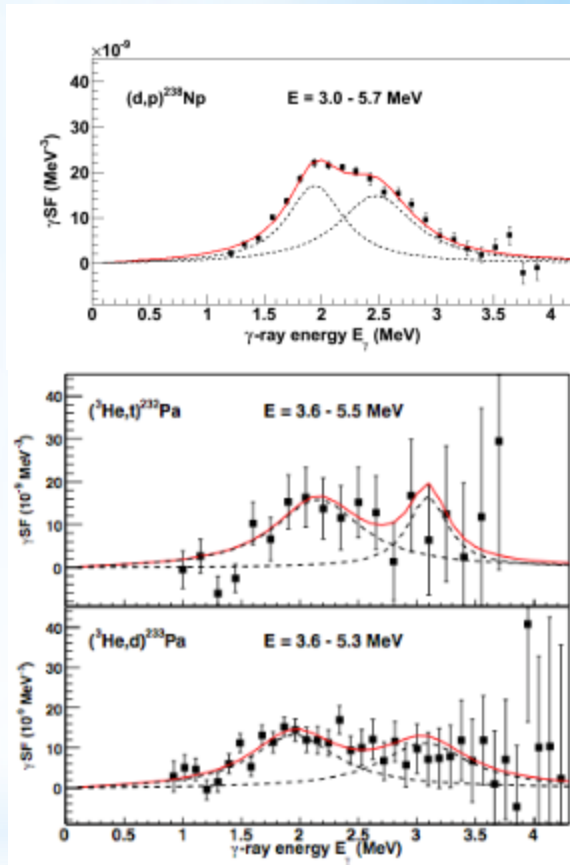 ×10⁻⁹
(d,p)²³⁸Np E = 3.0 - 5.7 MeV
γSF (MeV⁻³)
40
30
20
10
0
0 0.5 1 1.5 2 2.5 3 3.5 4
γ-ray energy E_γ (MeV)
(³He,t)²³²Pa E = 3.6 - 5.5 MeV
γSF (10⁻⁹ MeV⁻³)
40
30
20
10
0
(³He,d)²³³Pa E = 3.6 - 5.3 MeV
γSF (10⁻⁹ MeV⁻³)
40
30
20
10
0
0 0.5 1 1.5 2 2.5 3 3.5 4
γ-ray energy E_γ (MeV)